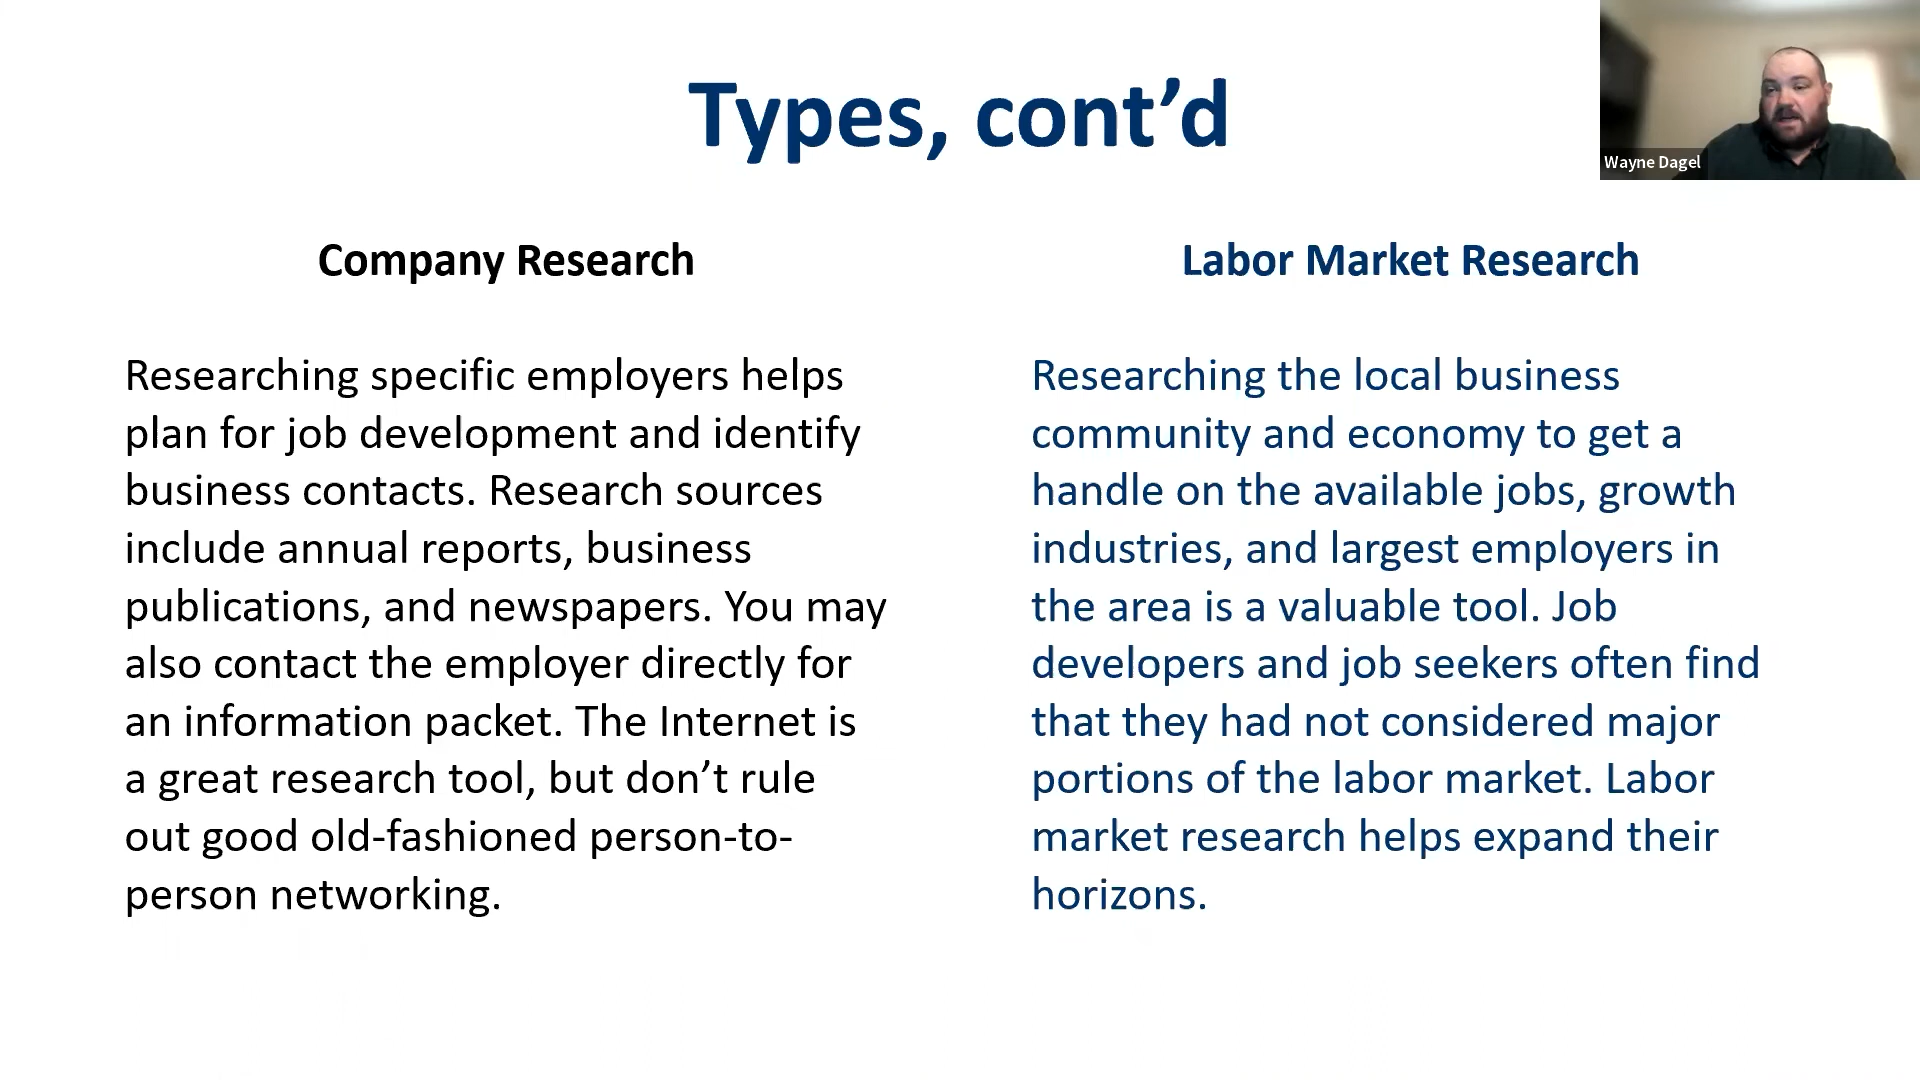 Types, cont’d
Wayne Dagel
Company Research
Researching specific employers helps
plan for job development and identify
business contacts. Research sources
include annual reports, business
publications, and newspapers. You may
also contact the employer directly for
an information packet. The Internet is
a great research tool, but don’t rule
out good old-fashioned person-to-
person networking.
Labor Market Research
Researching the local business
community and economy to get a
handle on the available jobs, growth
industries, and largest employers in
the area is a valuable tool. Job
developers and job seekers often find
that they had not considered major
portions of the labor market. Labor
market research helps expand their
horizons.